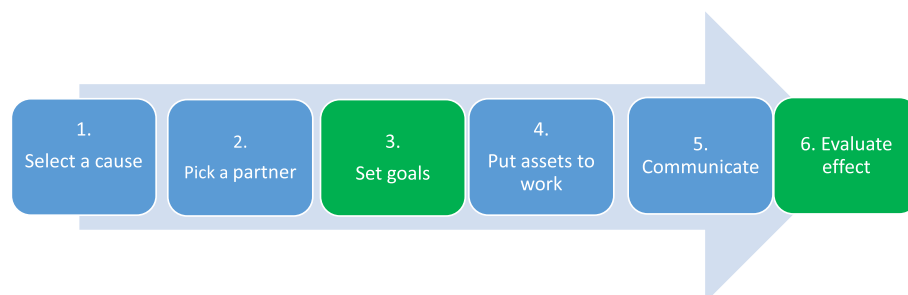 1.
Select a cause
2.
Pick a partner
3.
Set goals
4.
Put assets to
work
5.
Communicate
6. Evaluate
effect